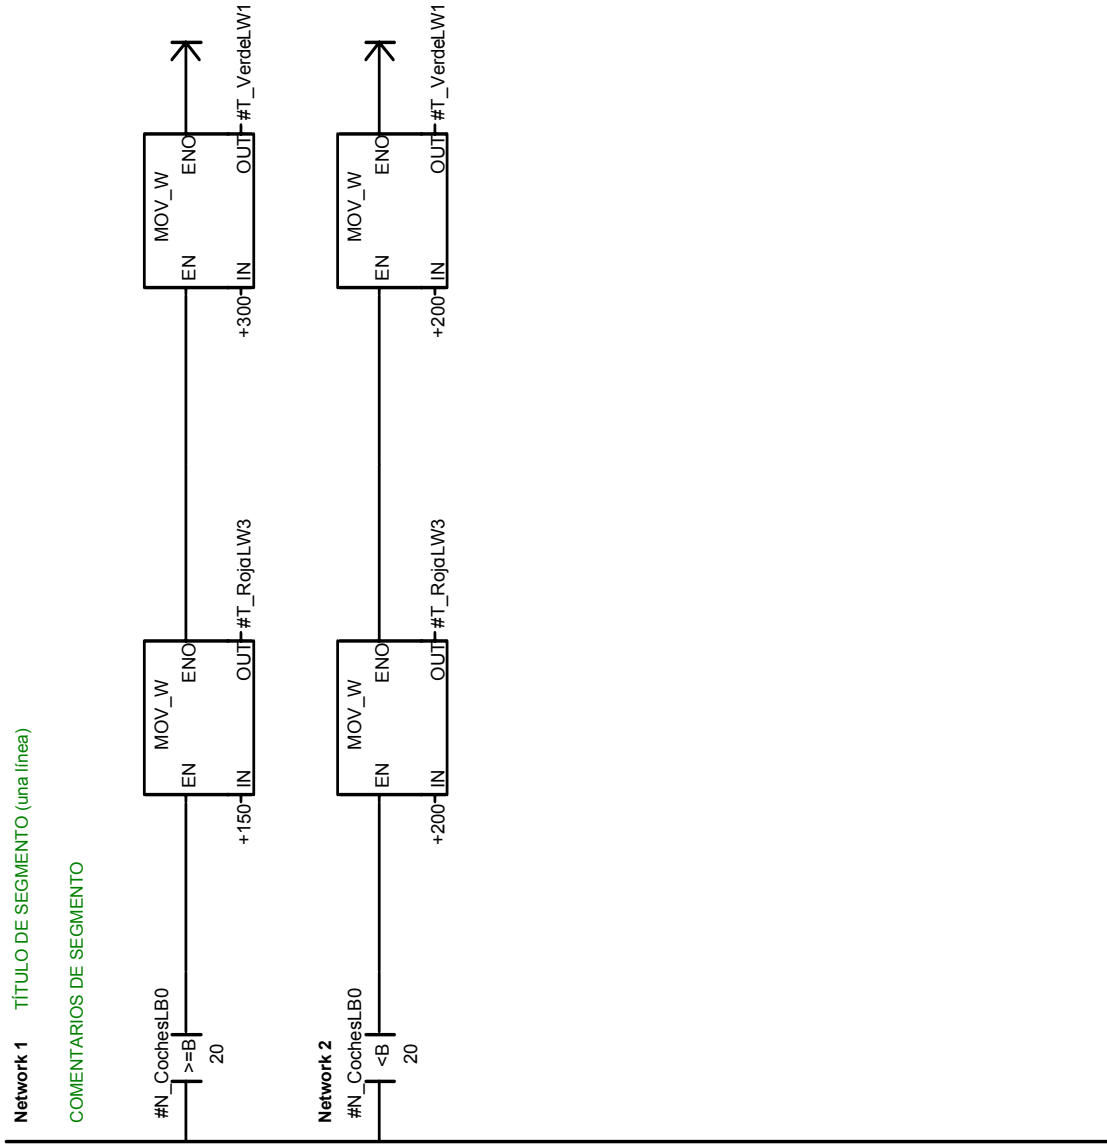 Network 1 TÍTULO DE SEGMENTO (una línea)
COMENTARIOS DE SEGMENTO
#N_CochesLB0
>=B
20
MOV_W
EN ENO
+150 IN OUT #T_RojaLW3
MOV_W
EN ENO
+300 IN OUT #T_VerdeLW1
Network 2
#N_CochesLB0
<B
20
MOV_W
EN ENO
+200 IN OUT #T_RojaLW3
MOV_W
EN ENO
+200 IN OUT #T_VerdeLW1